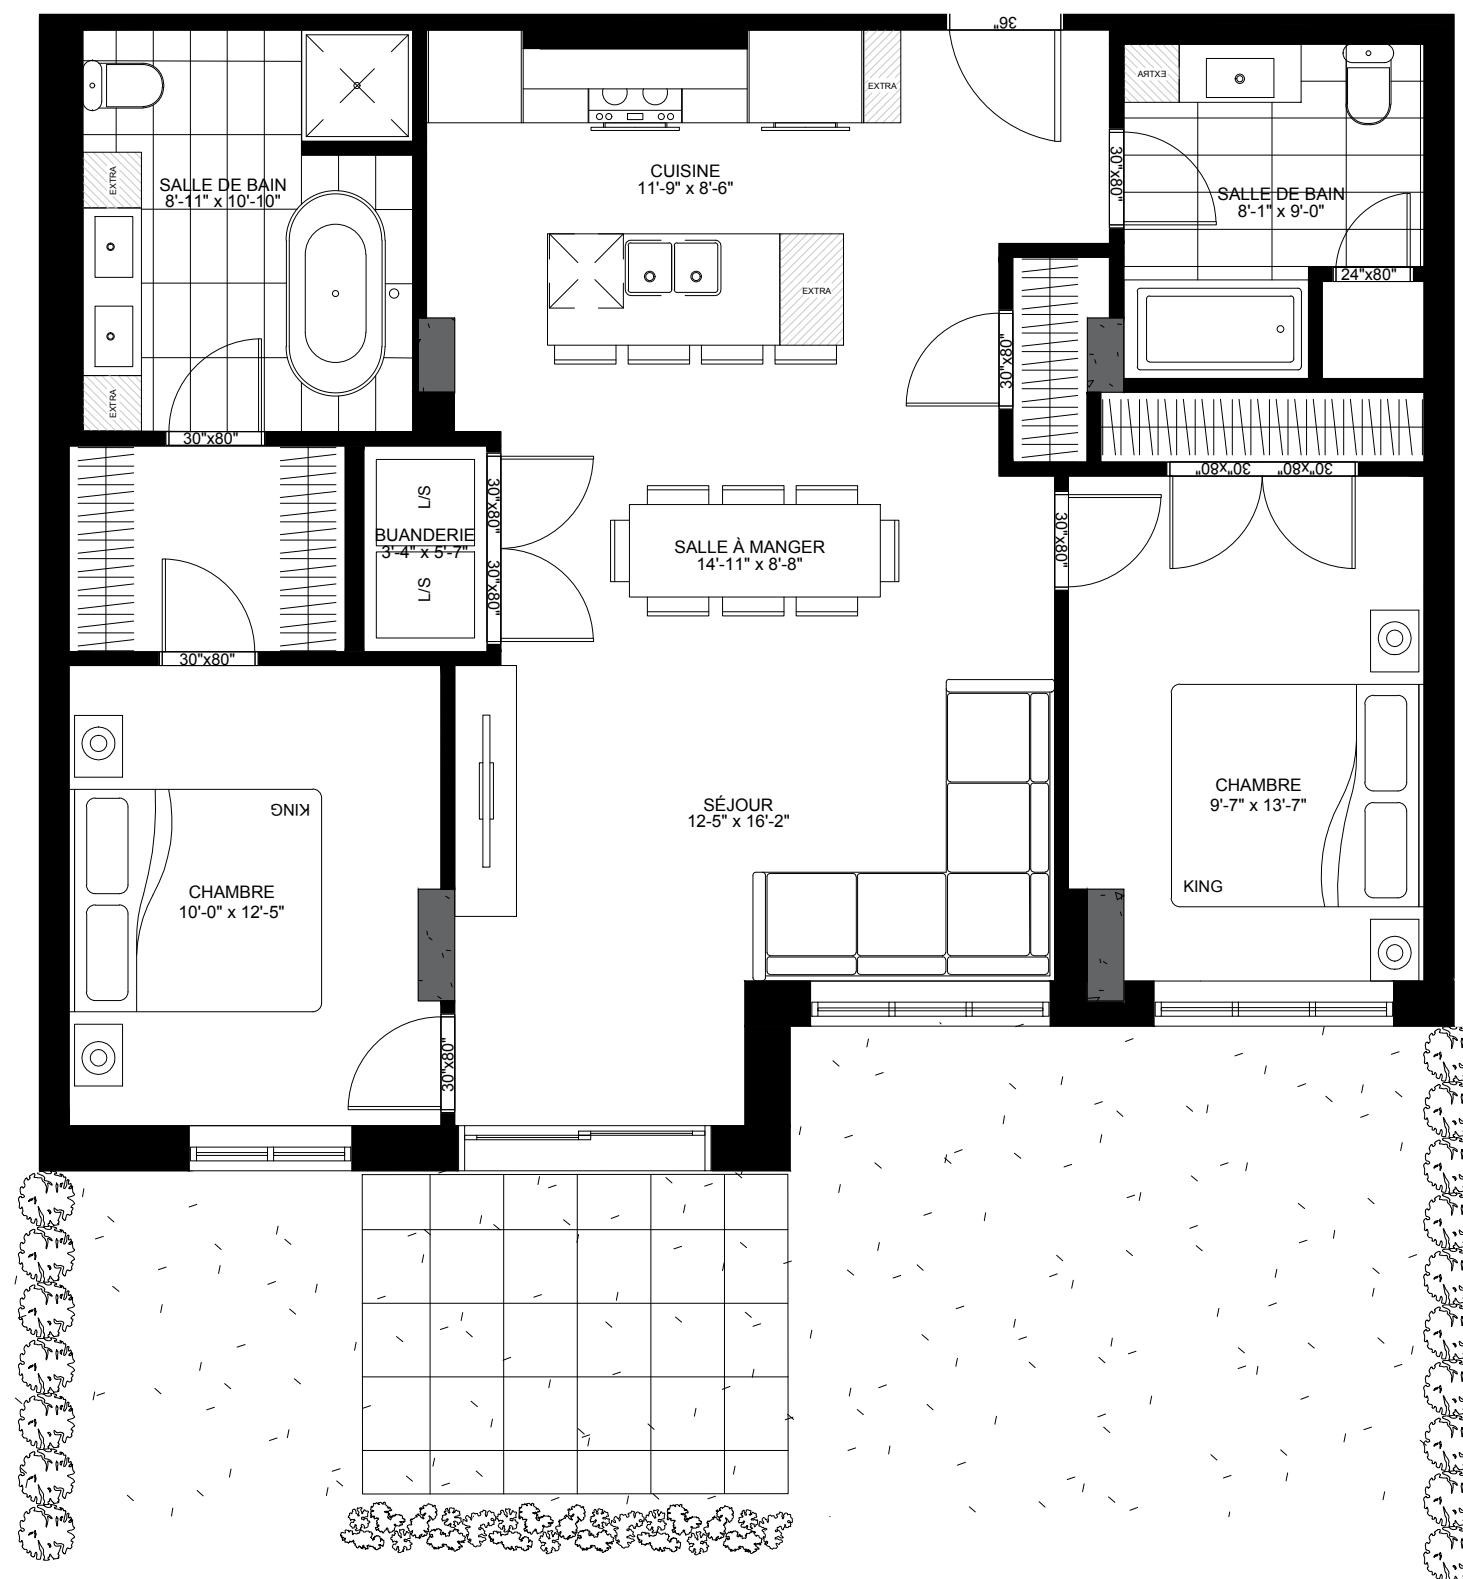 36"
EXTRA
EXTRA
30"x80"
CUISINE
11'-9" x 8'-6"
EXTRA
SALLE DE BAIN
8'-11" x 10'-10"
SALLE DE BAIN
8'-1" x 9'-0"
24"x80"
EXTRA
30"x80"
EXTRA
30"x80"
30"x80" 30"x80"
L/S
30"x80"
BUANDERIE
3'-4" x 5'-7"
L/S
30"x80"
SALLE À MANGER
14'-11" x 8'-8"
30"x80"
30"x80"
KING
SÉJOUR
12-5" x 16'-2"
CHAMBRE
9'-7" x 13'-7"
KING
CHAMBRE
10'-0" x 12'-5"
30"x80"